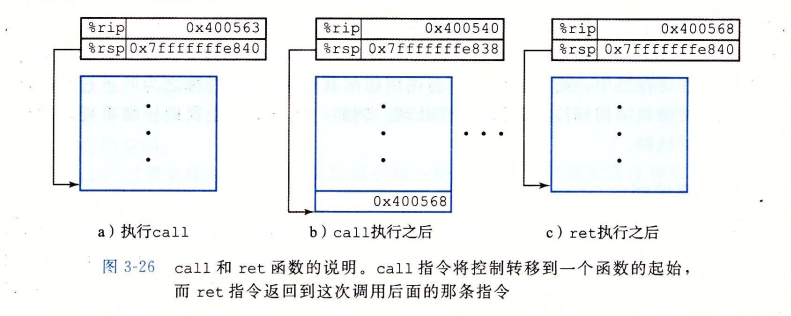 %rip 0x400563
%rsp 0x7fffffffe840
%rip 0x400540
%rsp 0x7fffffffe838
%rip 0x400568
%rsp 0x7fffffffe840
0x400568
a）执行call
b）call执行之后
c）ret执行之后
图 3-26 call 和 ret 函数的说明。call 指令将控制转移到一个函数的起始，
而 ret 指令返回到这次调用后面的那条指令